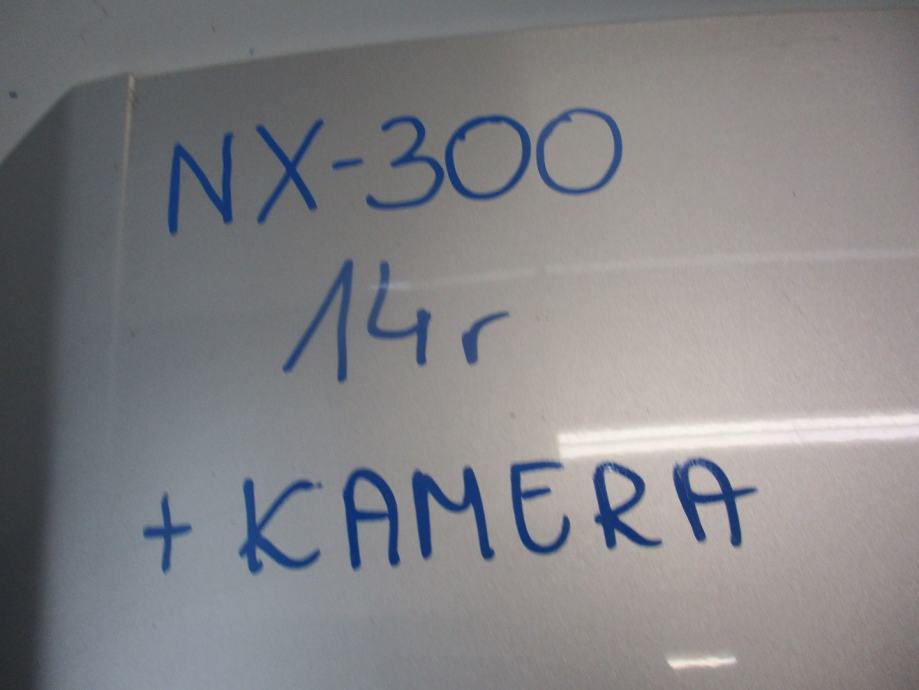 NX-300
14r
+ KAMERA